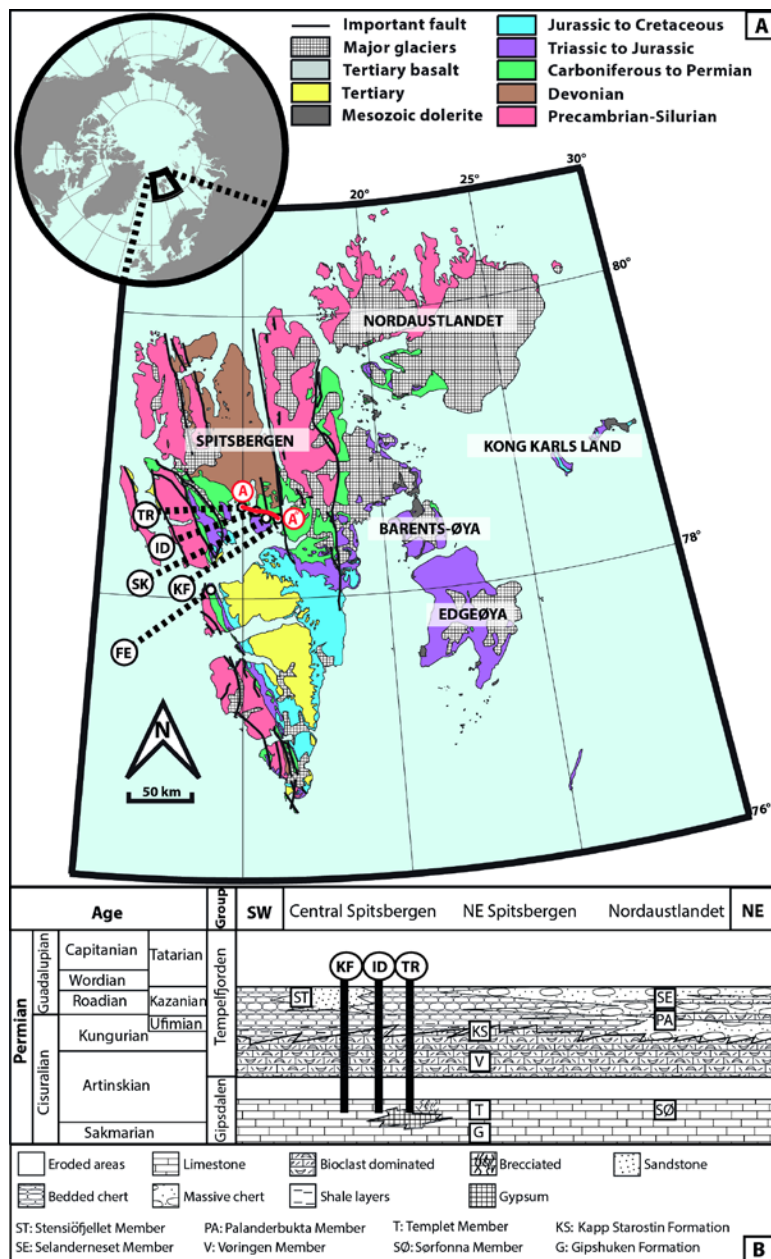 Important fault
Major glaciers
Tertiary basalt
Tertiary
Mesozoic dolerite
Jurassic to Cretaceous
Triassic to Jurassic
Carboniferous to Permian
Devonian
Precambrian-Silurian
A
20°
25°
30°
80°
NORDAUSTLANDET
SPITSBERGEN
KONG KARLS LAND
A
A
TR
ID
SK
KF
FE
BARENTS-ØYA
78°
EDGEØYA
N
50 km
76°
Age
Group
SW
Central Spitsbergen
NE Spitsbergen
Nordaustlandet
NE
Permian
Guadalupian
Cisuralian
Capitanian
Wordian
Roadian
Kungurian
Artinskian
Sakmarian
Tatarian
Kazanian
Ufimian
Tempelfjorden
Gipsdalen
KF
ID
TR
ST
SE
PA
KS
V
T
SØ
G
Eroded areas
Limestone
Bioclast dominated
Brecciated
Sandstone
Bedded chert
Massive chert
Shale layers
Gypsum
ST: Stensiöfjellet Member
PA: Palanderbukta Member
T: Templet Member
KS: Kapp Starostin Formation
SE: Selanderneset Member
V: Vøringen Member
SØ: Sørfonna Member
G: Gipshuken Formation
B